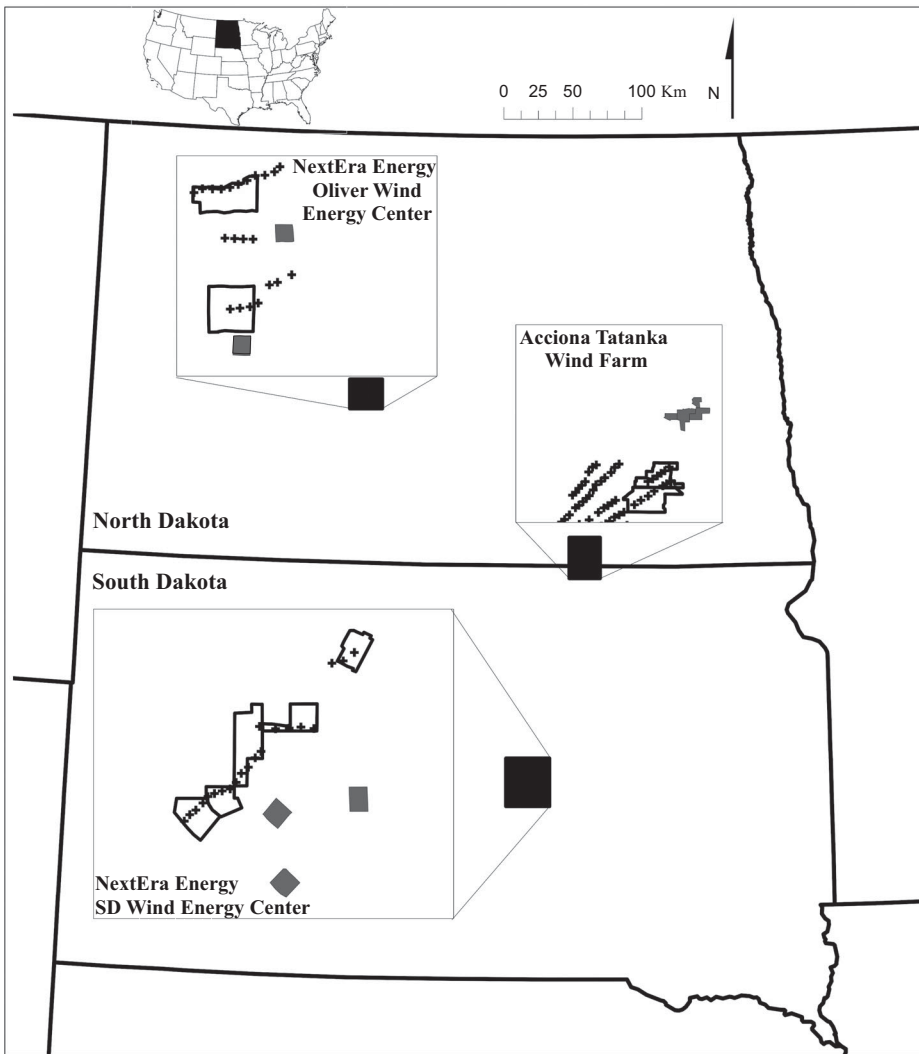 0 25 50 100 Km
N
NextEra Energy
Oliver Wind
Energy Center
Acciona Tatanka
Wind Farm
North Dakota
South Dakota
NextEra Energy
SD Wind Energy Center